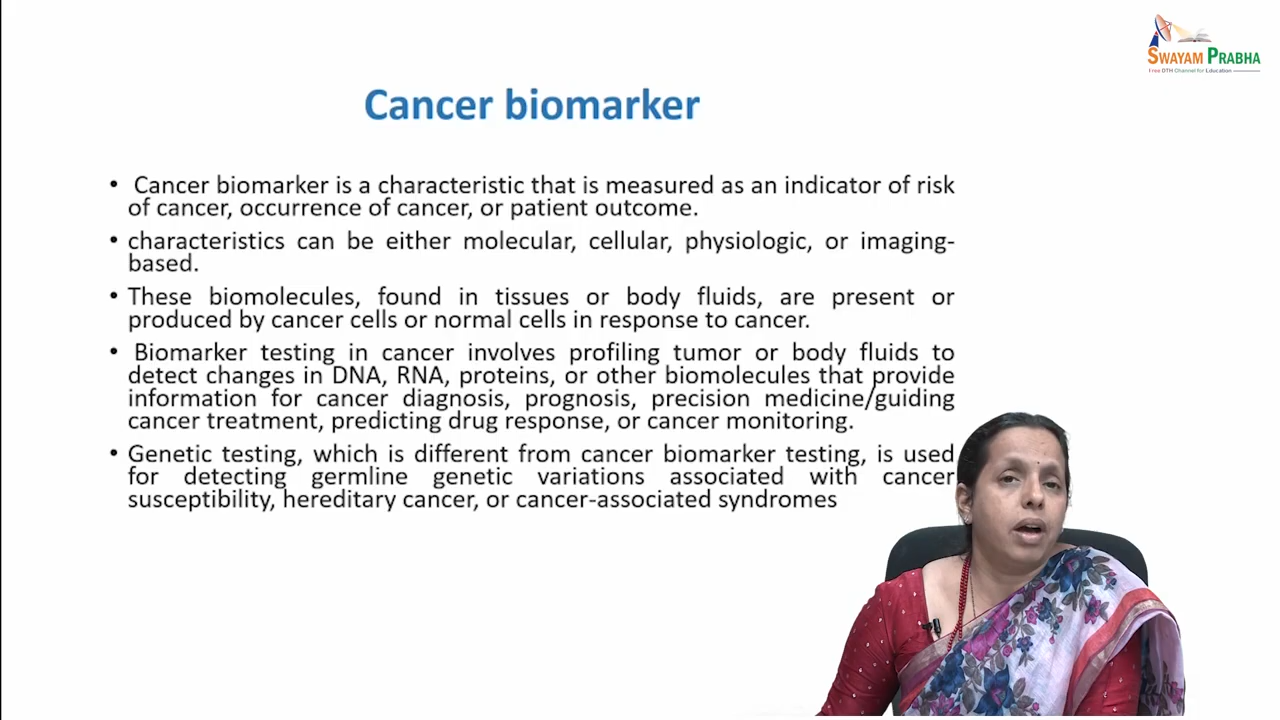 SWAYAM PRABHA
Free DTH Channel for Education
Cancer biomarker
• Cancer biomarker is a characteristic that is measured as an indicator of risk
of cancer, occurrence of cancer, or patient outcome.
• characteristics can be either molecular, cellular, physiologic, or imaging-
based.
• These biomolecules, found in tissues or body fluids, are present or
produced by cancer cells or normal cells in response to cancer.
• Biomarker testing in cancer involves profiling tumor or body fluids to
detect changes in DNA, RNA, proteins, or other biomolecules that provide
information for cancer diagnosis, prognosis, precision medicine/guiding
cancer treatment, predicting drug response, or cancer monitoring.
• Genetic testing, which is different from cancer biomarker testing, is used
for detecting germline genetic variations associated with cancer
susceptibility, hereditary cancer, or cancer-associated syndromes